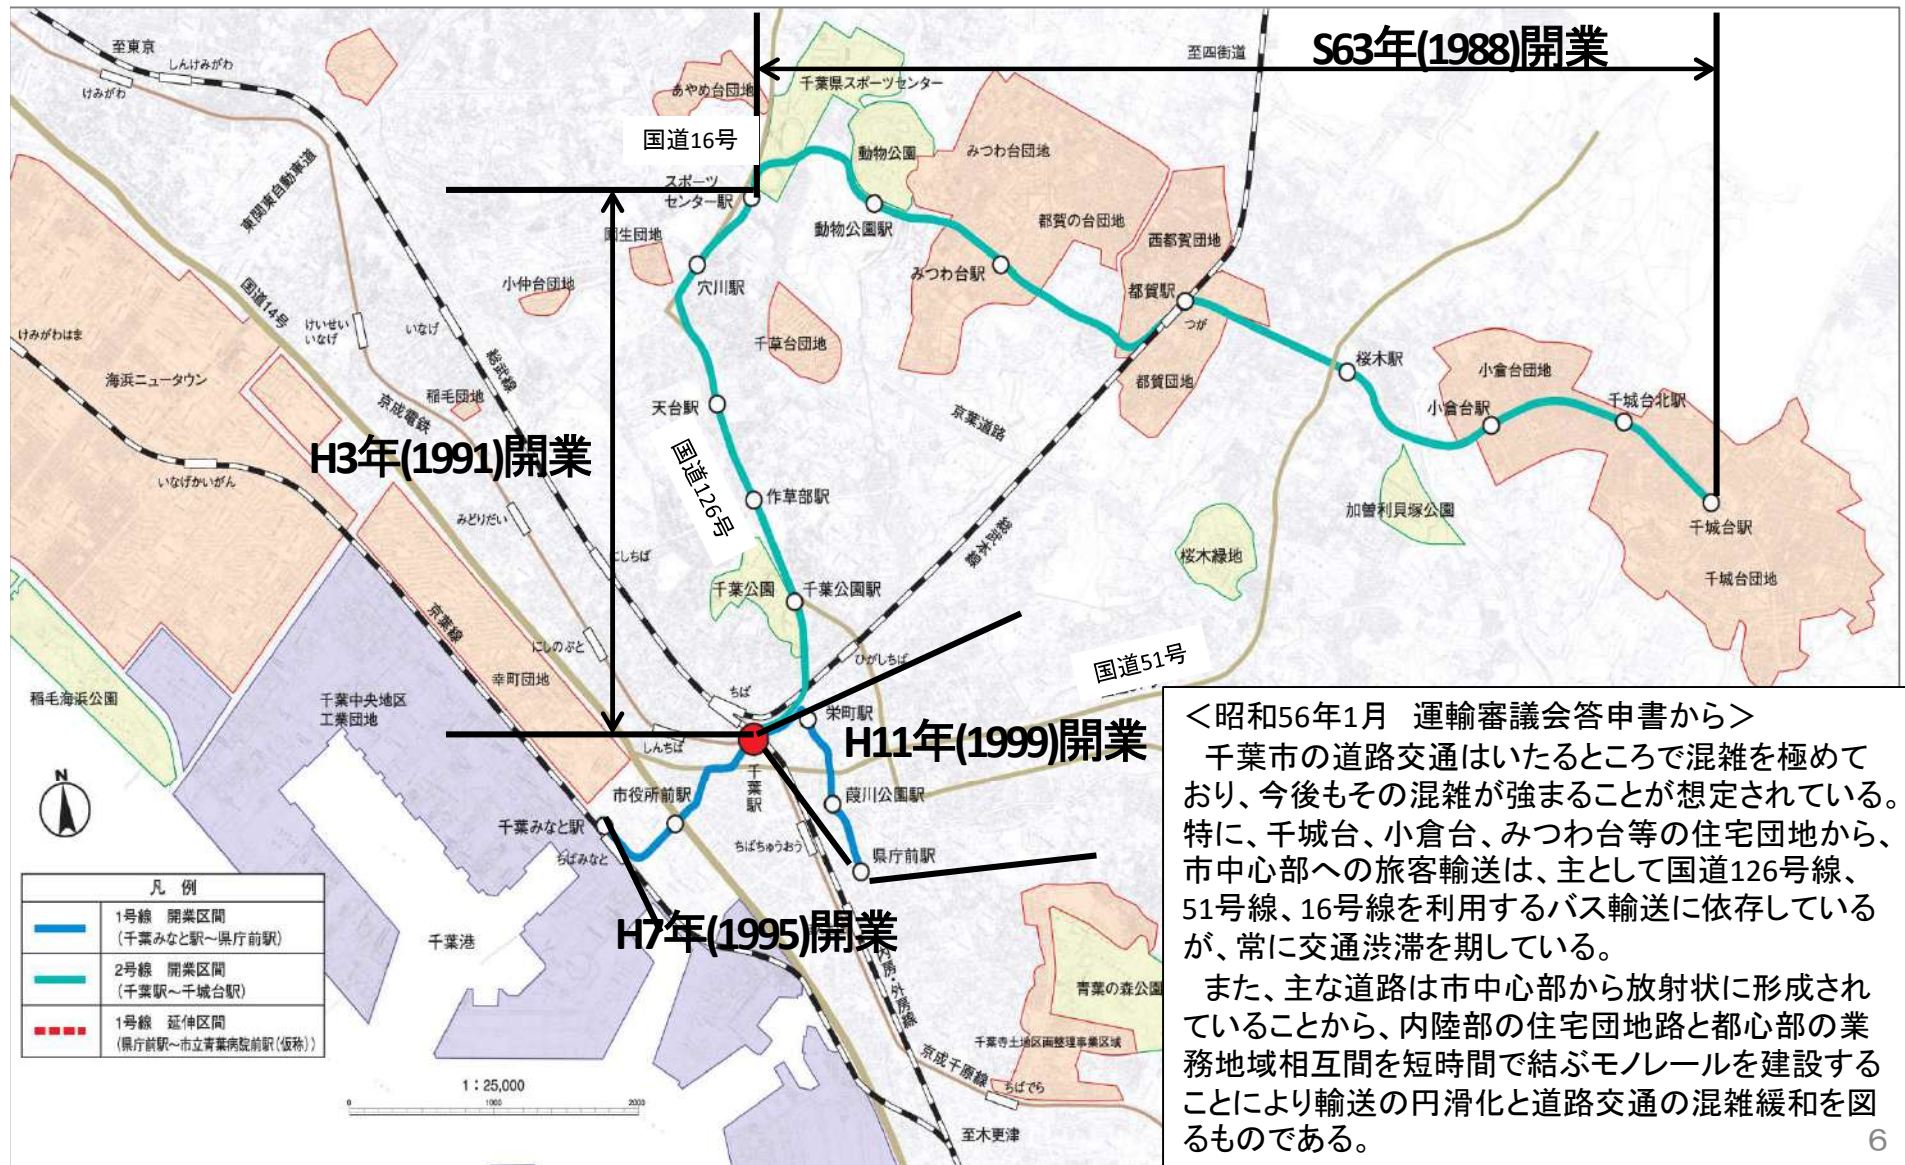 至東京
しんけみがわ
けみがわ
東関東自動車道
国道14号
けみがわはま
海浜ニュータウン
けいせい
いなげ
いなげ
総武線
稲毛団地
京成電鉄
小仲台団地
いなげかいがん
みどりだい
にしちば
にしのぶと
京葉線
幸町団地
稲毛海浜公園
千葉中央地区
工業団地
S63年(1988)開業
至四街道
あやめ台団地
千葉県スポーツセンター
国道16号
動物公園
みつわ台団地
スポーツ
センター駅
園生団地
動物公園駅
都賀の台団地
西都賀団地
穴川駅
みつわ台駅
都賀駅
つが
千草台団地
都賀団地
桜木駅
小倉台団地
小倉台駅
千城台北駅
天台駅
京葉道路
H3年(1991)開業
国道126号
作草部駅
総武本線
加曽利貝塚公園
千城台駅
千城台団地
桜木緑地
千葉公園
千葉公園駅
ひがしちば
国道51号
ちば
栄町駅
しんちば
H11年(1999)開業
千葉駅
市役所前駅
葭川公園駅
千葉みなと駅
ちばみなと
ちばちゅうおう
県庁前駅
H7年(1995)開業
内房・外房線
千葉港
青葉の森公園
千葉寺土地区画整理事業区域
京成千原線
ちばでら
至木更津
N
凡 例
1号線 開業区間
(千葉みなと駅～県庁前駅)
2号線 開業区間
(千葉駅～千城台駅)
1号線 延伸区間
(県庁前駅～市立青葉病院前駅(仮称))
1：25,000
0 1000 2000
＜昭和56年1月 運輸審議会答申書から＞
千葉市の道路交通はいたるところで混雑を極めて
おり、今後もその混雑が強まることが想定されている。
特に、千城台、小倉台、みつわ台等の住宅団地から、
市中心部への旅客輸送は、主として国道126号線、
51号線、16号線を利用するバス輸送に依存している
が、常に交通渋滞を期している。
また、主な道路は市中心部から放射状に形成され
ていることから、内陸部の住宅団地路と都心部の業
務地域相互間を短時間で結ぶモノレールを建設する
ことにより輸送の円滑化と道路交通の混雑緩和を図
るものである。
6